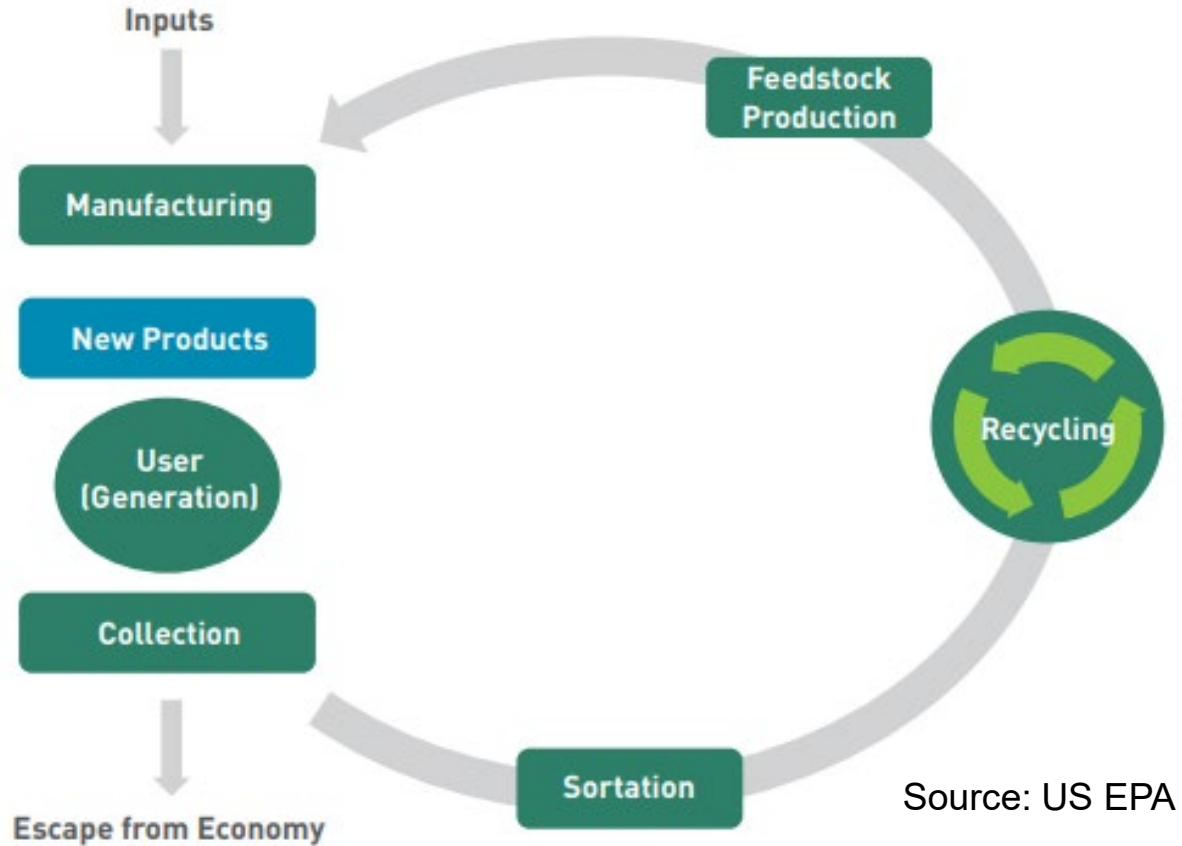 Inputs
Feedstock
Production
Manufacturing
New Products
Recycling
User
(Generation)
Collection
Sortation
Source: US EPA
Escape from Economy